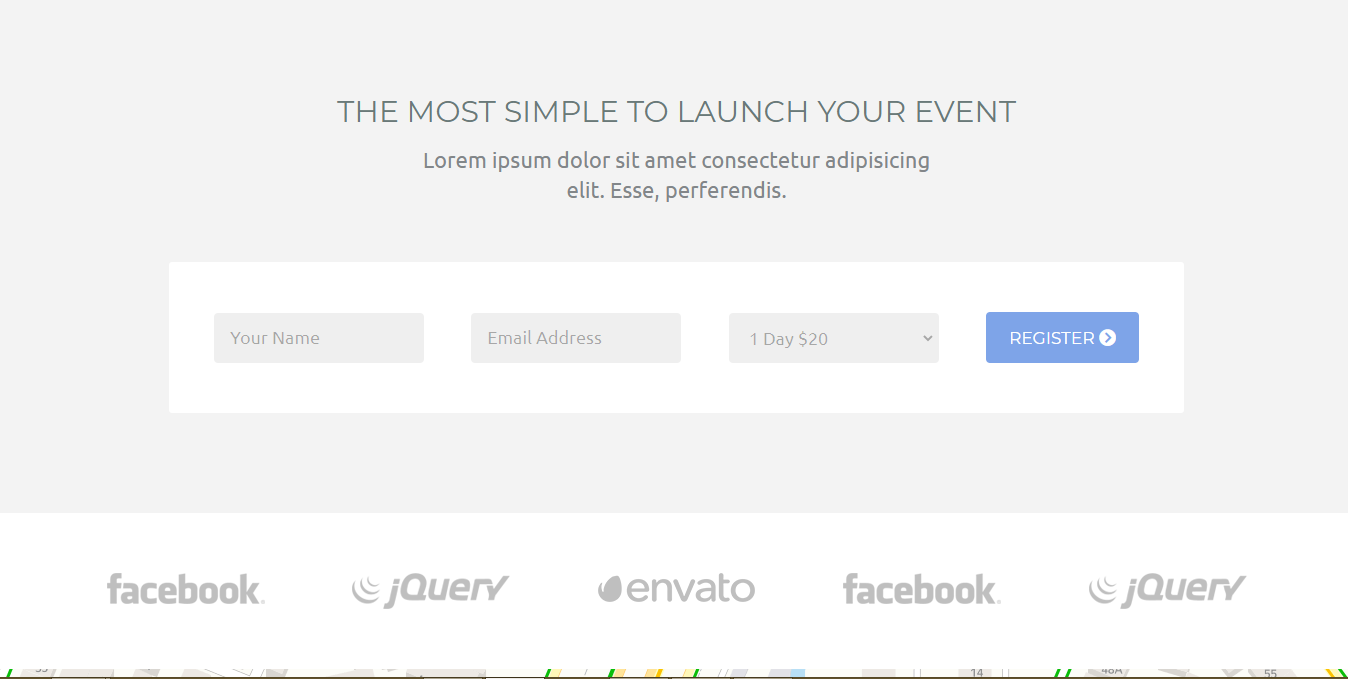 THE MOST SIMPLE TO LAUNCH YOUR EVENT
Lorem ipsum dolor sit amet consectetur adipisicing
elit. Esse, perferendis.
Your Name
Email Address
1 Day $20
REGISTER
facebook.
jQuery
envato
facebook.
jQuery
14
48A
55